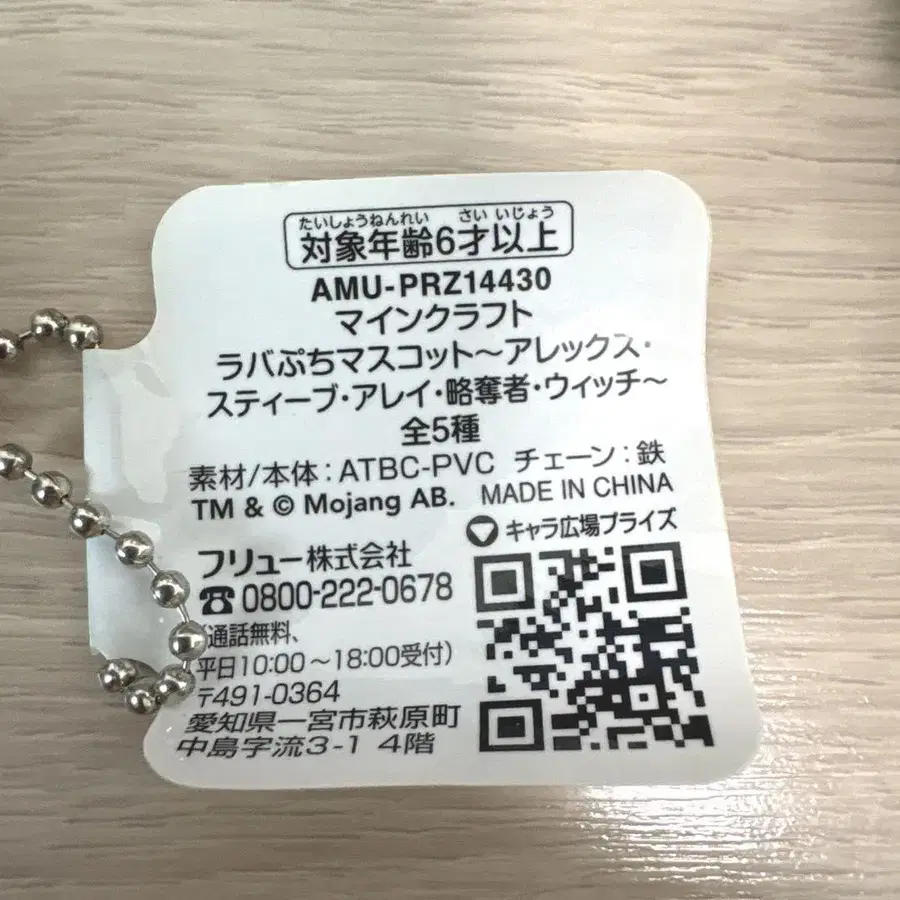 たいしょうねんれい さい いじょう
対象年齢6才以上
AMU-PRZ14430
マインクラフト
ラバぷちマスコット〜アレックス・
スティーブ・アレイ・略奪者・ウィッチ〜
全5種
素材/本体:ATBC-PVC チェーン:鉄
TM & © Mojang AB. MADE IN CHINA
キャラ広場プライズ
フリュー株式会社
☎0800-222-0678
(通話無料、
平日10:00〜18:00受付)
〒491-0364
愛知県一宮市萩原町
中島字流3-1 4階